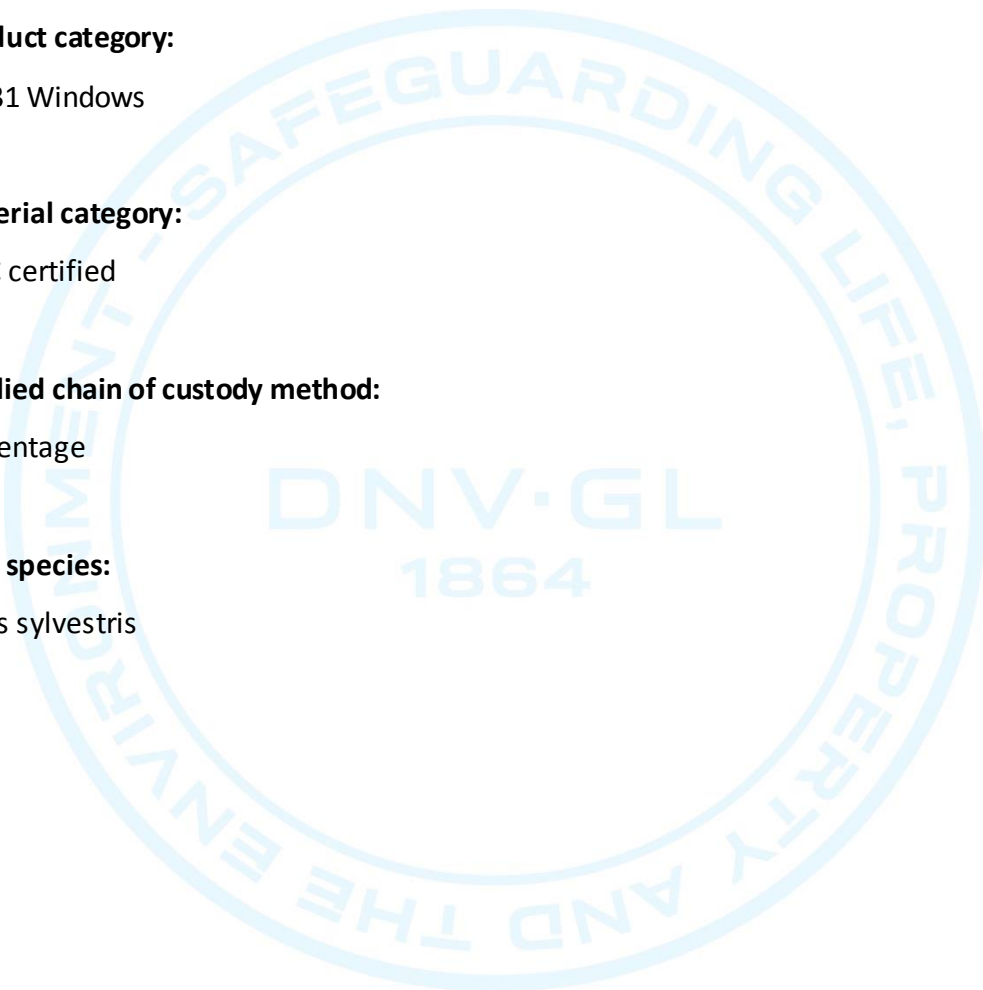 duct category:
31 Windows
erial category:
certified
lied chain of custody method:
entage
species:
s sylvestris
SAFEGUARDING LIFE, PROPERTY AND THE ENVIRONMENT
DNV·GL
1864